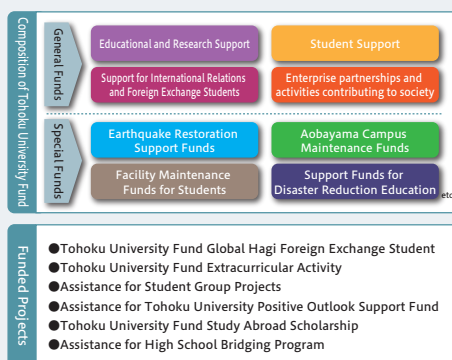 Composition of Tohoku University Fund
General Funds
Educational and Research Support
Student Support
Support for International Relations
and Foreign Exchange Students
Enterprise partnerships and
activities contributing to society
Special Funds
Earthquake Restoration
Support Funds
Aobayama Campus
Maintenance Funds
Facility Maintenance
Funds for Students
Support Funds for
Disaster Reduction Education
etc
Funded Projects
●Tohoku University Fund Global Hagi Foreign Exchange Student
●Tohoku University Fund Extracurricular Activity
●Assistance for Student Group Projects
●Assistance for Tohoku University Positive Outlook Support Fund
●Tohoku University Fund Study Abroad Scholarship
●Assistance for High School Bridging Program